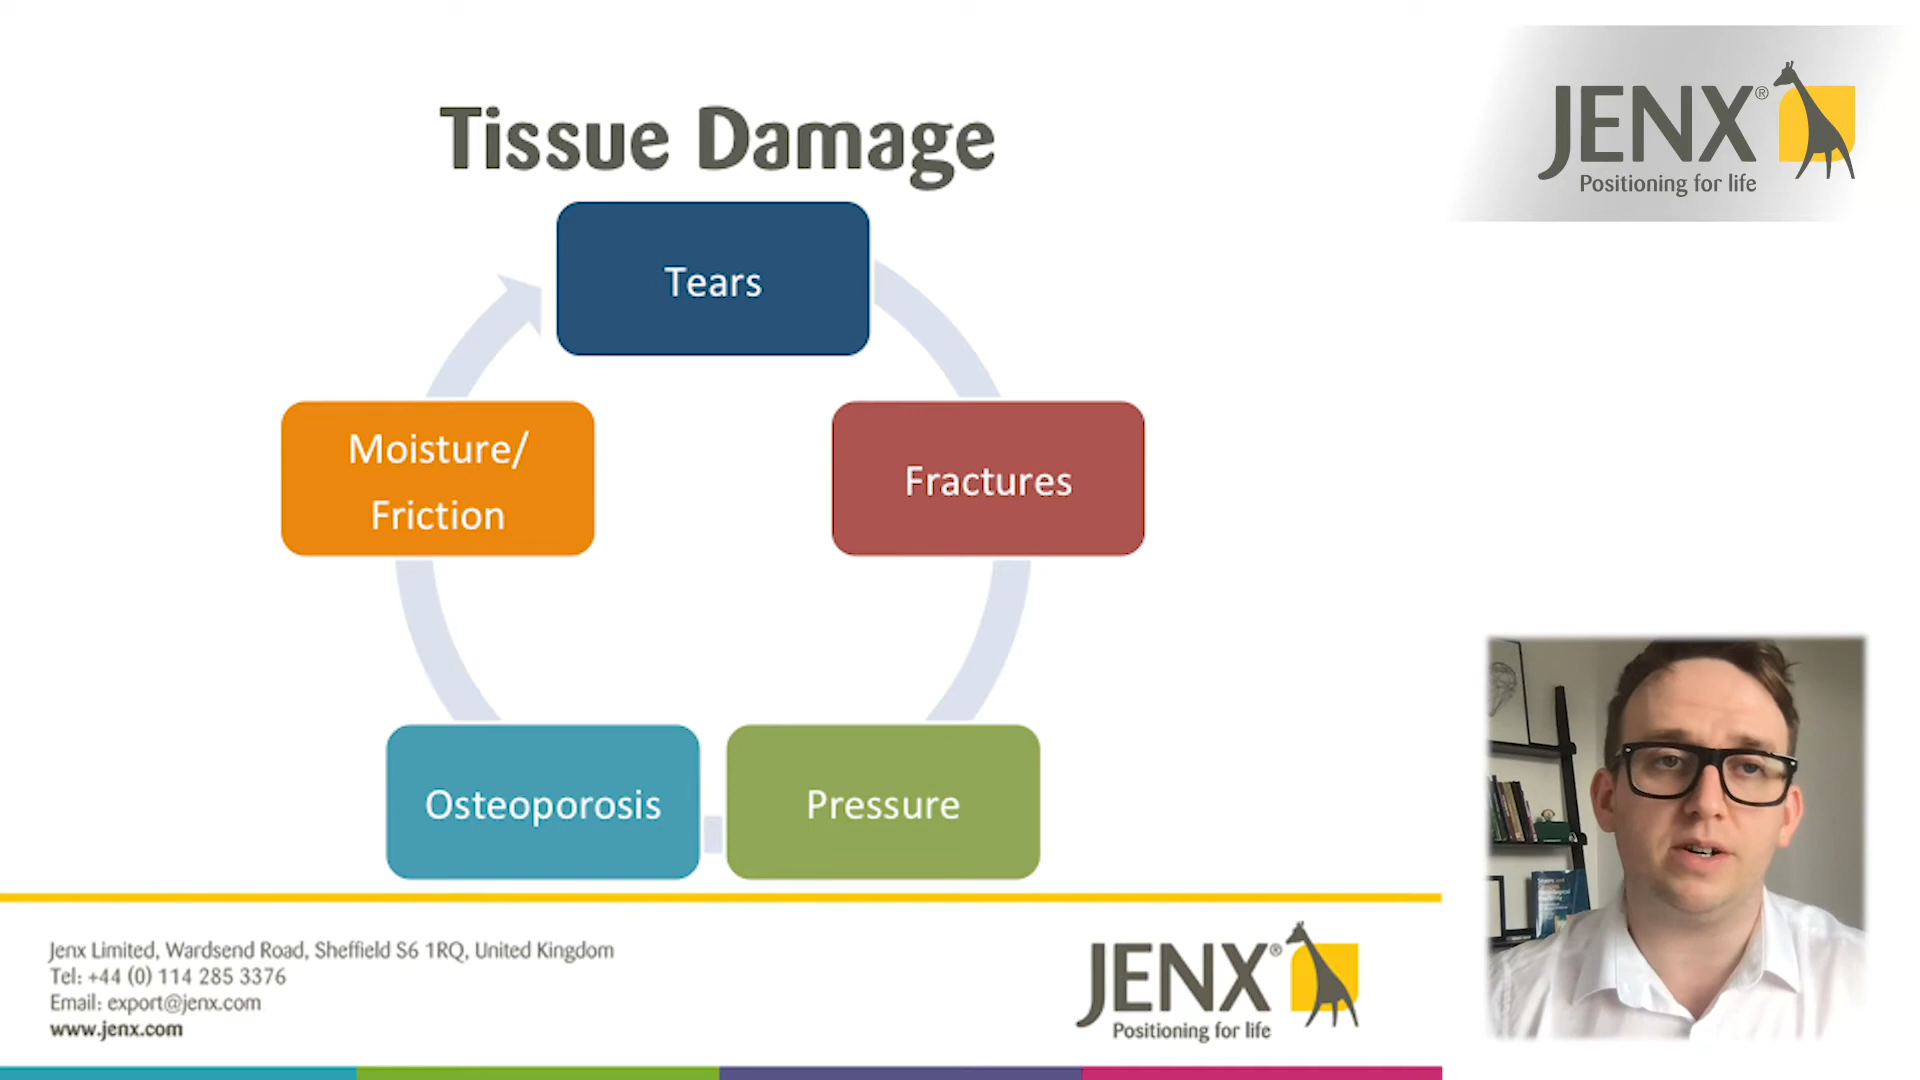 Tissue Damage
JENX®
Positioning for life
Tears
Moisture/
Friction
Fractures
Osteoporosis
Pressure
Jenx Limited, Wardsend Road, Sheffield S6 1RQ, United Kingdom
Tel: +44 (0) 114 285 3376
Email: export@jenx.com
www.jenx.com
JENX®
Positioning for life